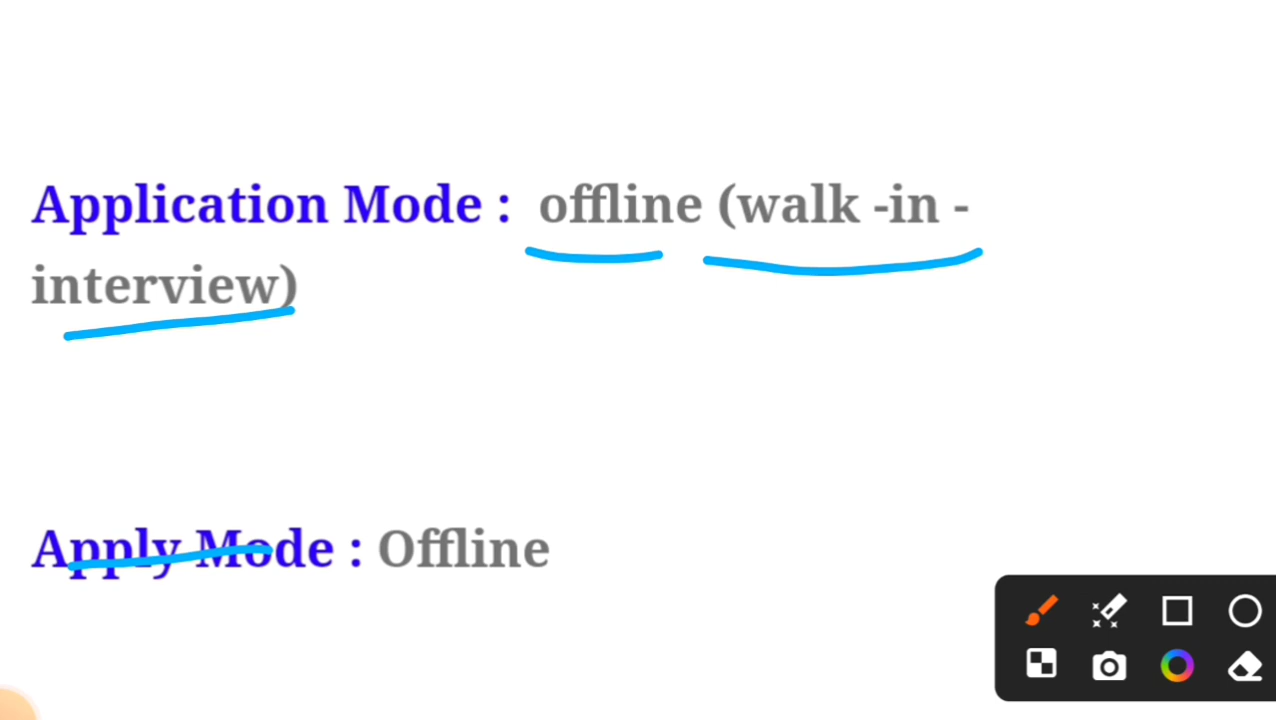 Application Mode : offline (walk -in -
interview)
Apply Mode : Offline